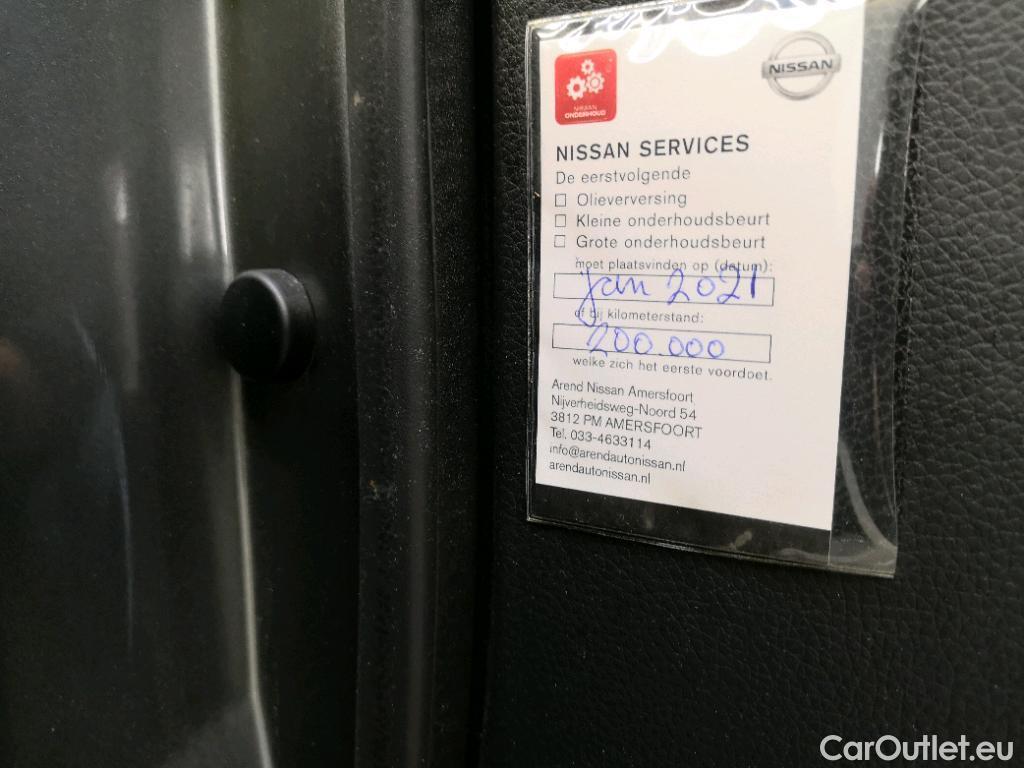 NISSAN
ONDERHOUD
NISSAN
NISSAN SERVICES
De eerstvolgende
Olieverversing
Kleine onderhoudsbeurt
Grote onderhoudsbeurt
moet plaatsvinden op (datum):
jan 2021
of bij kilometerstand:
200.000
welke zich het eerste voordoet.
Arend Nissan Amersfoort
Nijverheidsweg-Noord 54
3812 PM AMERSFOORT
Tel. 033-4633114
info@arendautonissan.nl
arendautonissan.nl
CarOutlet.eu